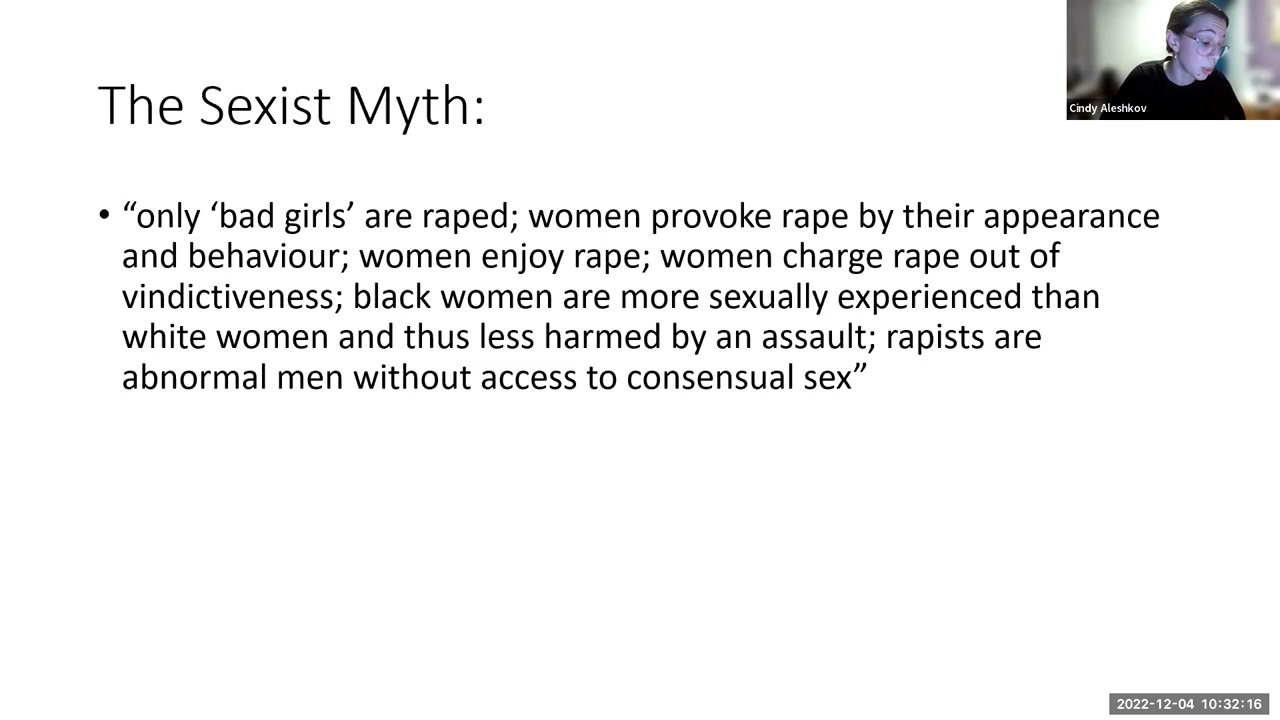 Cindy Aleshkov
The Sexist Myth:
• “only ‘bad girls’ are raped; women provoke rape by their appearance
and behaviour; women enjoy rape; women charge rape out of
vindictiveness; black women are more sexually experienced than
white women and thus less harmed by an assault; rapists are
abnormal men without access to consensual sex”
2022-12-04 10:32:16